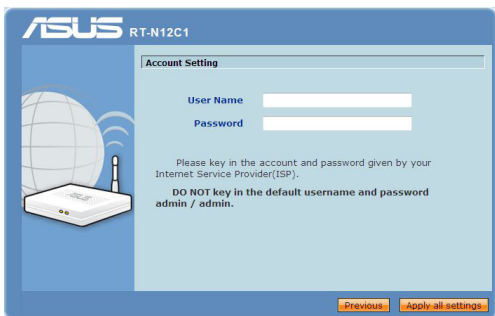 ASUS RT-N12C1
Account Setting
User Name
Password
Please key in the account and password given by your
Internet Service Provider(ISP).
DO NOT key in the default username and password
admin / admin.
Previous Apply all settings